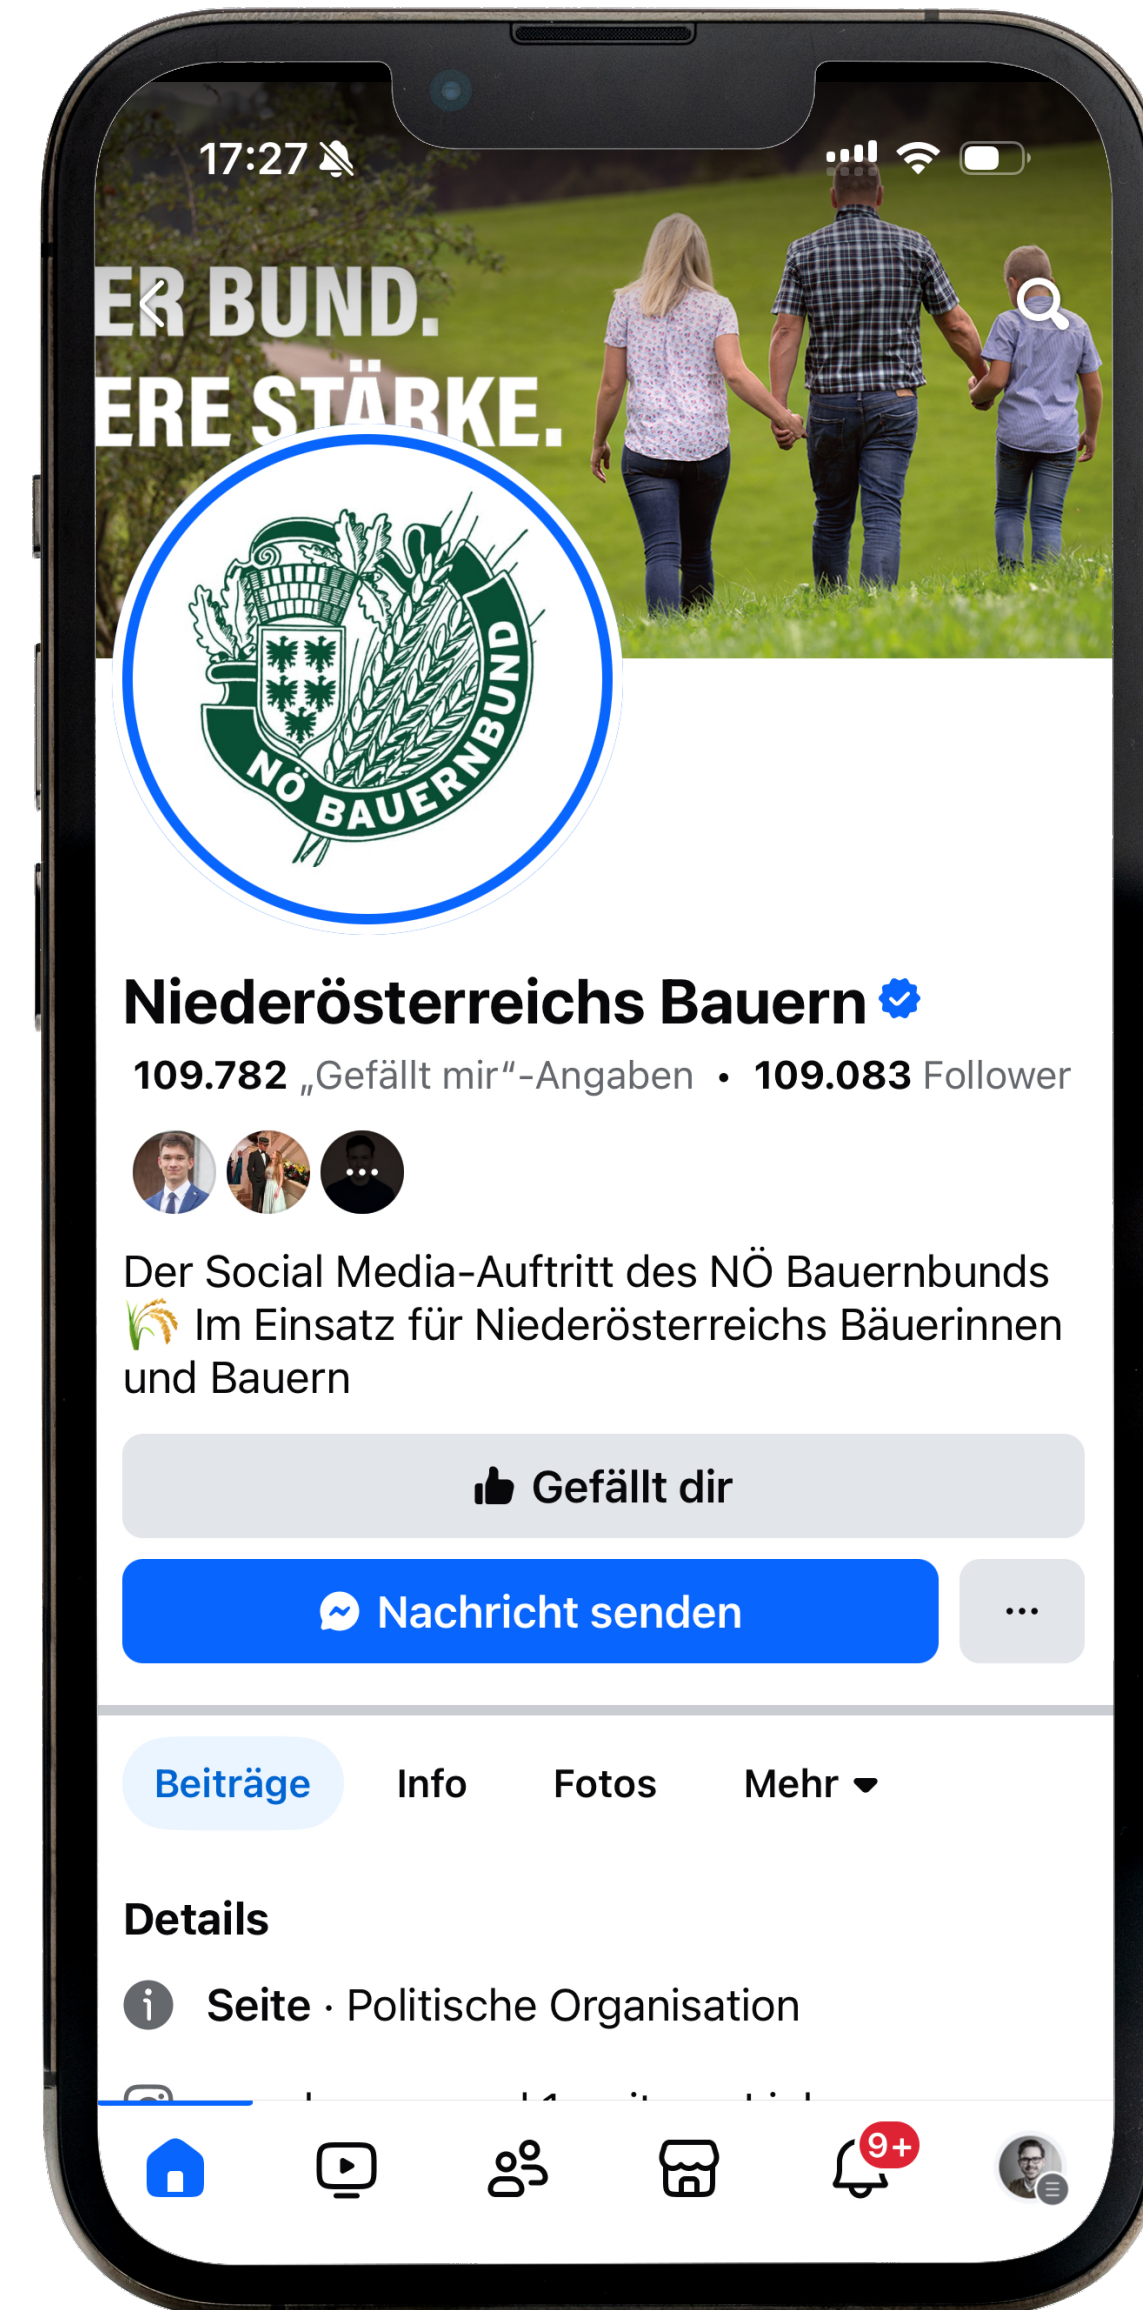 17:27
ER BUND.
ERE STÄRKE.
NÖ BAUERNBUND
Niederösterreichs Bauern
109.782 „Gefällt mir“-Angaben • 109.083 Follower
Der Social Media-Auftritt des NÖ Bauernbunds
🌾 Im Einsatz für Niederösterreichs Bäuerinnen
und Bauern
Gefällt dir
Nachricht senden
Beiträge Info Fotos Mehr
Details
Seite · Politische Organisation
9+